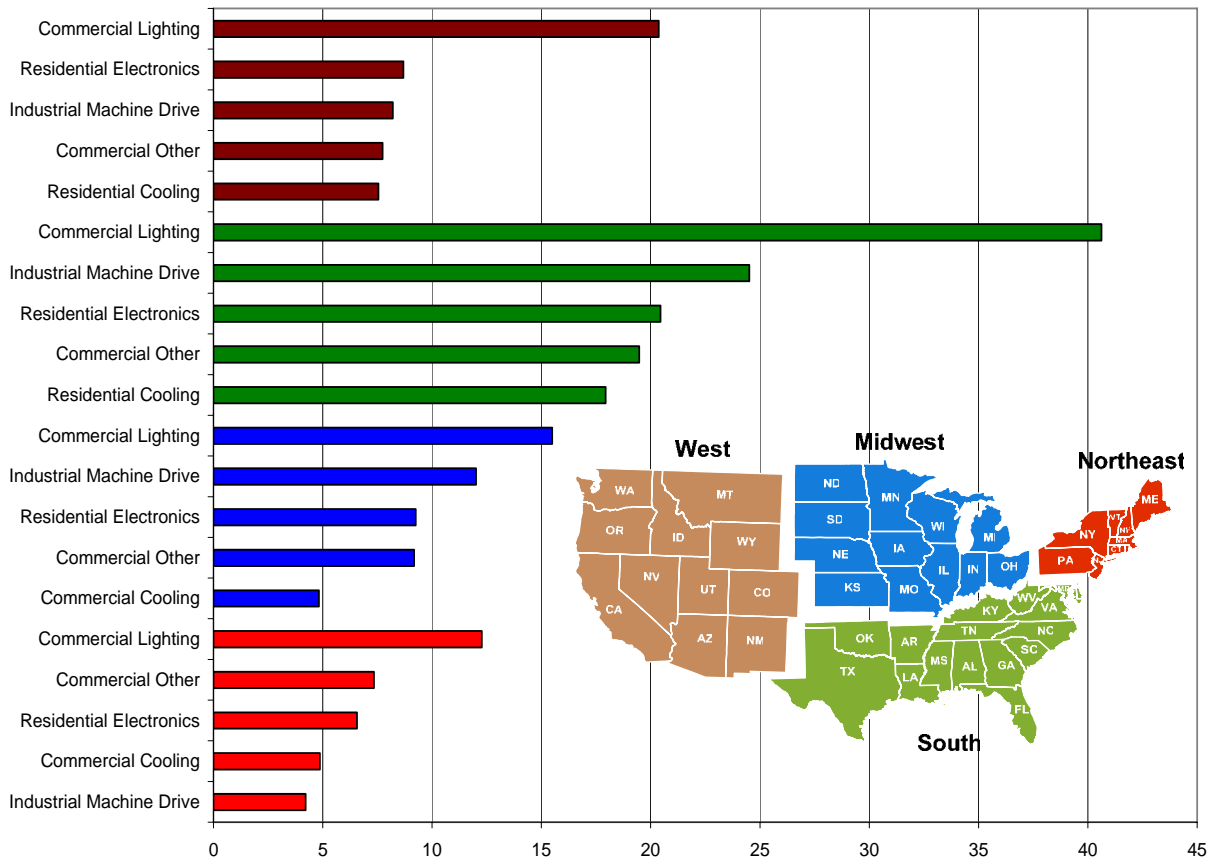 Commercial Lighting
Residential Electronics
Industrial Machine Drive
Commercial Other
Residential Cooling
Commercial Lighting
Industrial Machine Drive
Residential Electronics
Commercial Other
Residential Cooling
Commercial Lighting
Industrial Machine Drive
Residential Electronics
Commercial Other
Commercial Cooling
Commercial Lighting
Commercial Other
Residential Electronics
Commercial Cooling
Industrial Machine Drive
0 5 10 15 20 25 30 35 40 45
West
WA
MT
OR
ID
WY
NV
UT
CO
CA
AZ
NM
Midwest
ND
MN
SD
WI
MI
NE
IA
IL
IN
OH
KS
MO
Northeast
ME
VT
NH
NY
MA
CT
PA
WV
KY
VA
OK
AR
TN
NC
SC
TX
MS
AL
GA
LA
FL
South